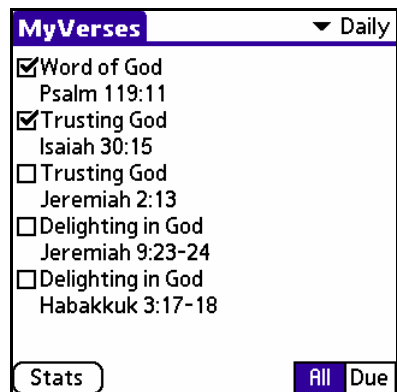 MyVerses Daily
Word of God
Psalm 119:11
Trusting God
Isaiah 30:15
Trusting God
Jeremiah 2:13
Delighting in God
Jeremiah 9:23-24
Delighting in God
Habakkuk 3:17-18
Stats All Due